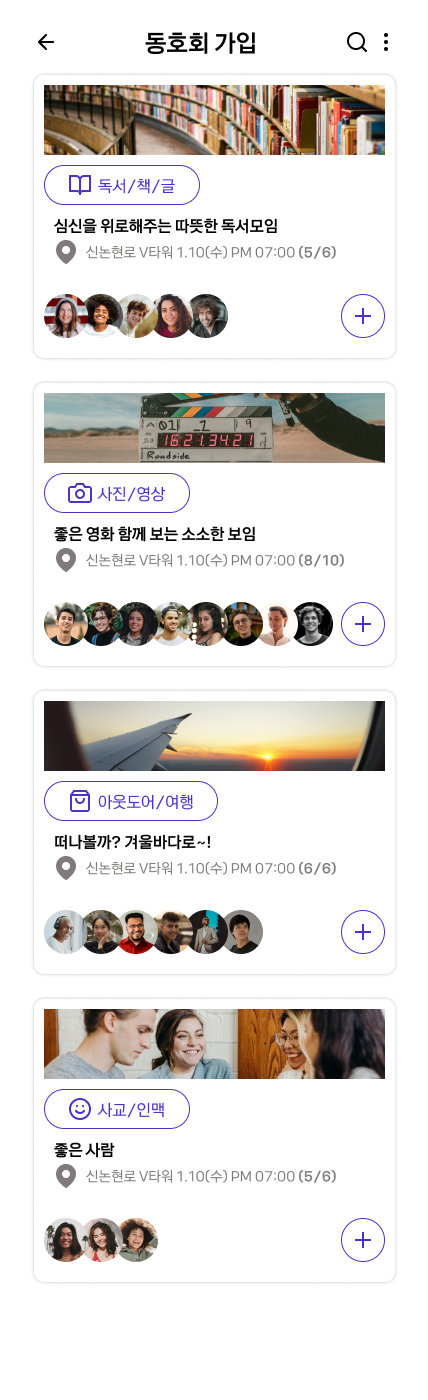 동호회 가입
독서/책/글
심신을 위로해주는 따뜻한 독서모임
신논현로 V타워 1.10(수) PM 07:00 (5/6)
A 01 _1 9
16:21.34.21
Roadside
사진/영상
좋은 영화 함께 보는 소소한 보임
신논현로 V타워 1.10(수) PM 07:00 (8/10)
아웃도어/여행
떠나볼까? 겨울바다로~!
신논현로 V타워 1.10(수) PM 07:00 (6/6)
사교/인맥
좋은 사람
신논현로 V타워 1.10(수) PM 07:00 (5/6)